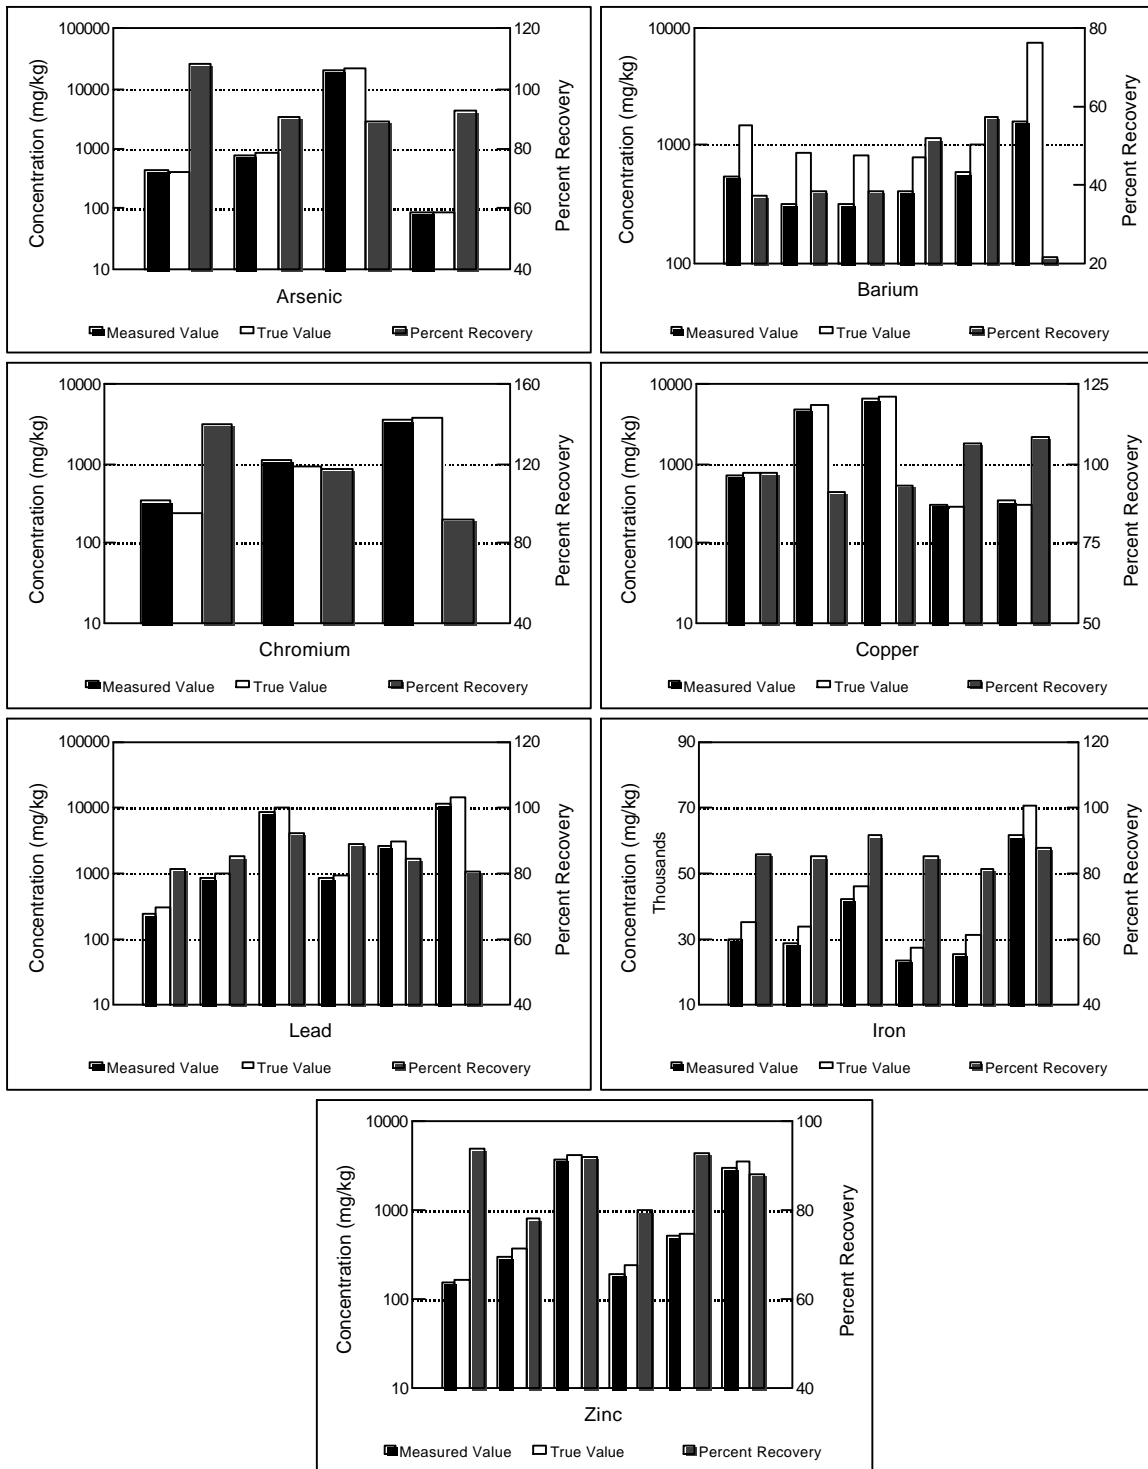 100000
10000
1000
100
10
120
100
80
60
40
Concentration (mg/kg)
Percent Recovery
Arsenic
Measured Value True Value Percent Recovery
10000
1000
100
80
60
40
20
Concentration (mg/kg)
Percent Recovery
Barium
Measured Value True Value Percent Recovery
10000
1000
100
10
160
120
80
40
Concentration (mg/kg)
Percent Recovery
Chromium
Measured Value True Value Percent Recovery
10000
1000
100
10
125
100
75
50
Concentration (mg/kg)
Percent Recovery
Copper
Measured Value True Value Percent Recovery
100000
10000
1000
100
10
120
100
80
60
40
Concentration (mg/kg)
Percent Recovery
Lead
Measured Value True Value Percent Recovery
90
70
50
30
10
120
100
80
60
40
Concentration (mg/kg)
Thousands
Percent Recovery
Iron
Measured Value True Value Percent Recovery
10000
1000
100
10
100
80
60
40
Concentration (mg/kg)
Percent Recovery
Zinc
Measured Value True Value Percent Recovery